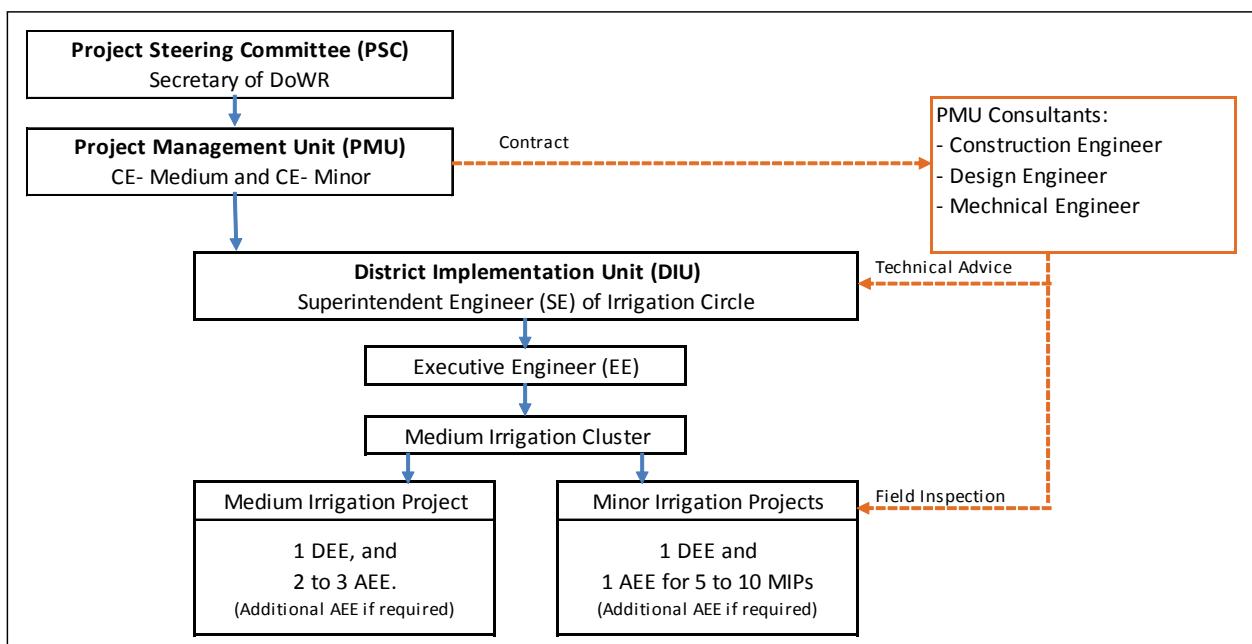 Project Steering Committee (PSC)
Secretary of DoWR
Project Management Unit (PMU)
CE- Medium and CE- Minor
Contract
PMU Consultants:
- Construction Engineer
- Design Engineer
- Mechnical Engineer
District Implementation Unit (DIU)
Superintendent Engineer (SE) of Irrigation Circle
Technical Advice
Executive Engineer (EE)
Medium Irrigation Cluster
Medium Irrigation Project
1 DEE, and
2 to 3 AEE.
(Additional AEE if required)
Minor Irrigation Projects
1 DEE and
1 AEE for 5 to 10 MIPs
(Additional AEE if required)
Field Inspection